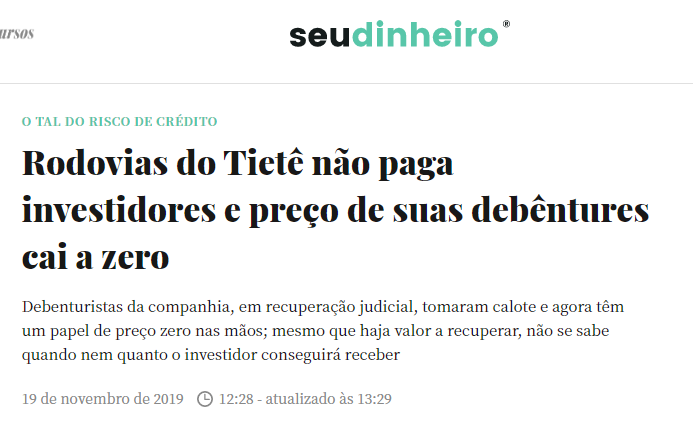 seudinheiro®
O TAL DO RISCO DE CRÉDITO
Rodovias do Tietê não paga
investidores e preço de suas debêntures
cai a zero
Debenturistas da companhia, em recuperação judicial, tomaram calote e agora têm
um papel de preço zero nas mãos; mesmo que haja valor a recuperar, não se sabe
quando nem quanto o investidor conseguirá receber
19 de novembro de 2019 12:28 - atualizado às 13:29